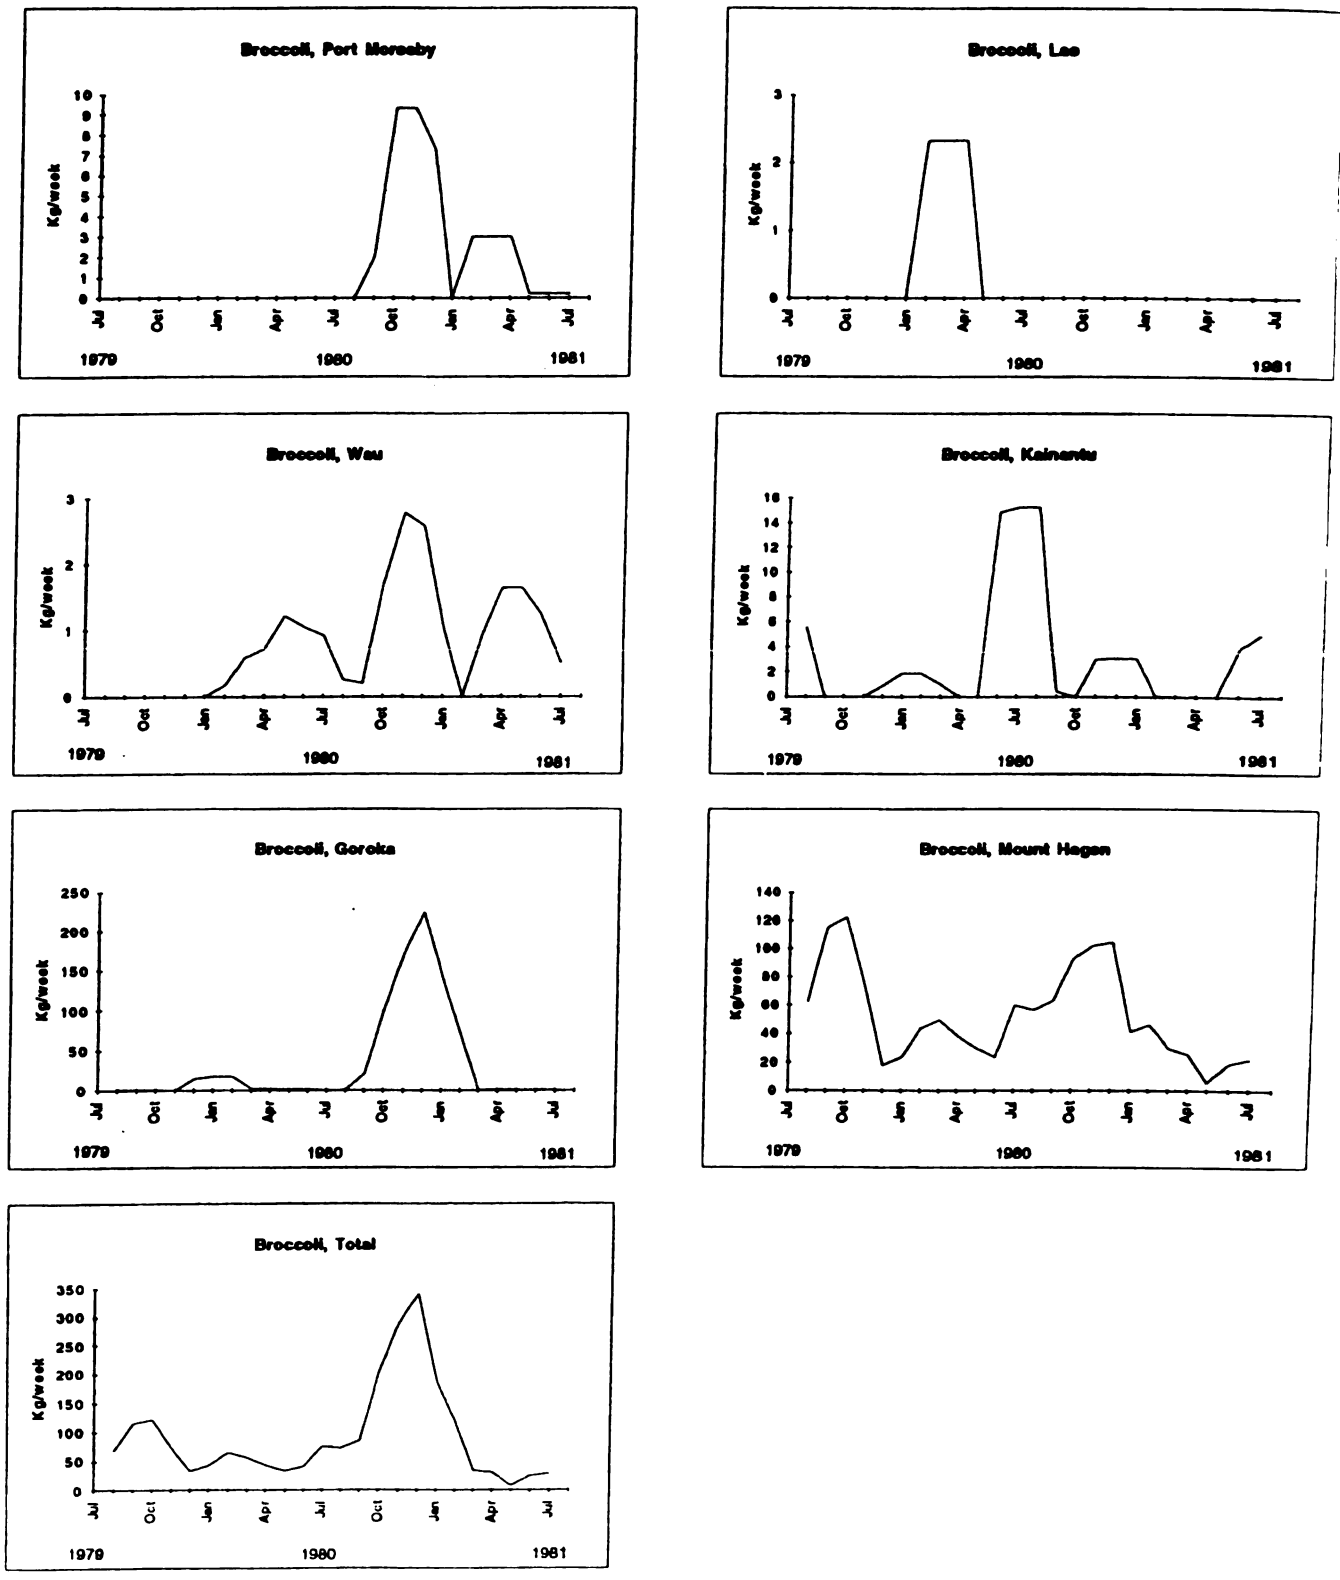 Broccoli, Port Moresby
Kg/week
10
9
8
7
6
5
4
3
2
1
0
Jul Oct Jan Apr Jul Oct Jan Apr Jul
1979 1980 1981
Broccoli, Lae
Kg/week
3
2
1
0
Jul Oct Jan Apr Jul Oct Jan Apr Jul
1979 1980 1981
Broccoli, Wau
Kg/week
3
2
1
0
Jul Oct Jan Apr Jul Oct Jan Apr Jul
1979 1980 1981
Broccoli, Kainantu
Kg/week
16
14
12
10
8
6
4
2
0
Jul Oct Jan Apr Jul Oct Jan Apr Jul
1979 1980 1981
Broccoli, Goroka
Kg/week
250
200
150
100
50
0
Jul Oct Jan Apr Jul Oct Jan Apr Jul
1979 1980 1981
Broccoli, Mount Hagen
Kg/week
140
120
100
80
60
40
20
0
Jul Oct Jan Apr Jul Oct Jan Apr Jul
1979 1980 1981
Broccoli, Total
Kg/week
350
300
250
200
150
100
50
0
Jul Oct Jan Apr Jul Oct Jan Apr Jul
1979 1980 1981